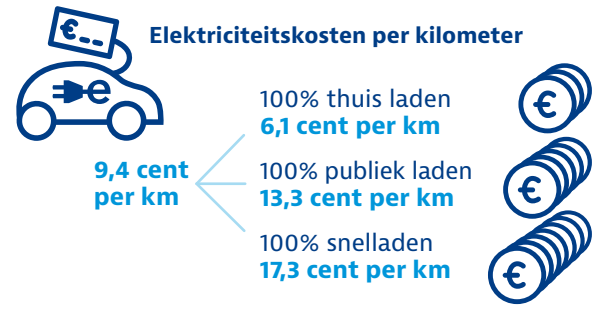 €--
Elektriciteitskosten per kilometer
e
100% thuis laden
6,1 cent per km
€
9,4 cent
per km
100% publiek laden
13,3 cent per km
€
100% snelladen
17,3 cent per km
€